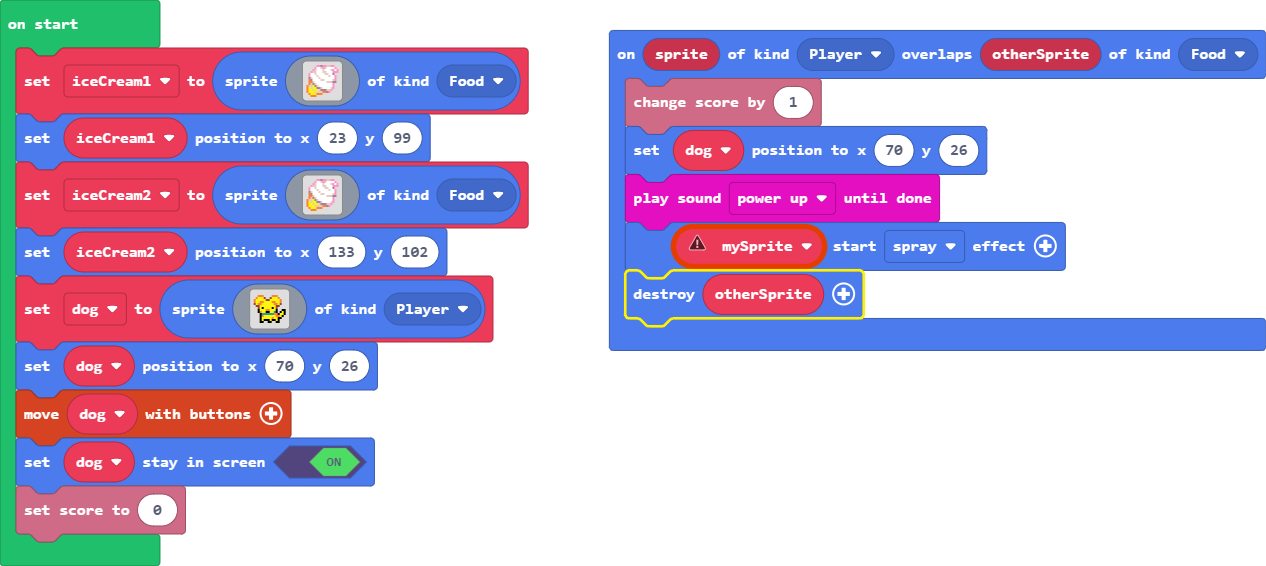 on start
set iceCream1 to sprite of kind Food
set iceCream1 position to x 23 y 99
set iceCream2 to sprite of kind Food
set iceCream2 position to x 133 y 102
set dog to sprite of kind Player
set dog position to x 70 y 26
move dog with buttons
set dog stay in screen ON
set score to 0
on sprite of kind Player overlaps otherSprite of kind Food
change score by 1
set dog position to x 70 y 26
play sound power up until done
mySprite start spray effect
destroy otherSprite